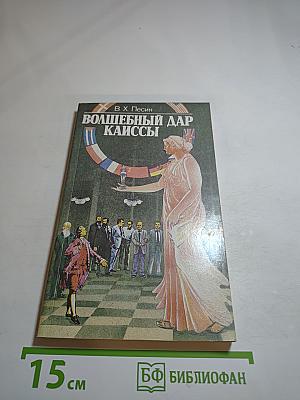 В. Х. Песин
ВОЛШЕБНЫЙ ДАР
КАИССЫ
15 см
БФ БИБЛИОФАН